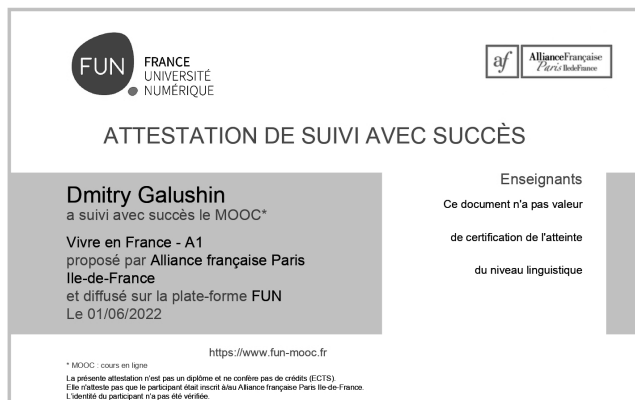 FUN
FRANCE
UNIVERSITÉ
NUMÉRIQUE
af
AllianceFrançaise
Paris IledeFrance
ATTESTATION DE SUIVI AVEC SUCCÈS
Dmitry Galushin
a suivi avec succès le MOOC*
Vivre en France - A1
proposé par Alliance française Paris
Ile-de-France
et diffusé sur la plate-forme FUN
Le 01/06/2022
Enseignants
Ce document n'a pas valeur
de certification de l'atteinte
du niveau linguistique
https://www.fun-mooc.fr
* MOOC : cours en ligne
La présente attestation n'est pas un diplôme et ne confère pas de crédits (ECTS).
Elle n'atteste pas que le participant était inscrit à/au Alliance française Paris Ile-de-France.
L'identité du participant n'a pas été vérifiée.